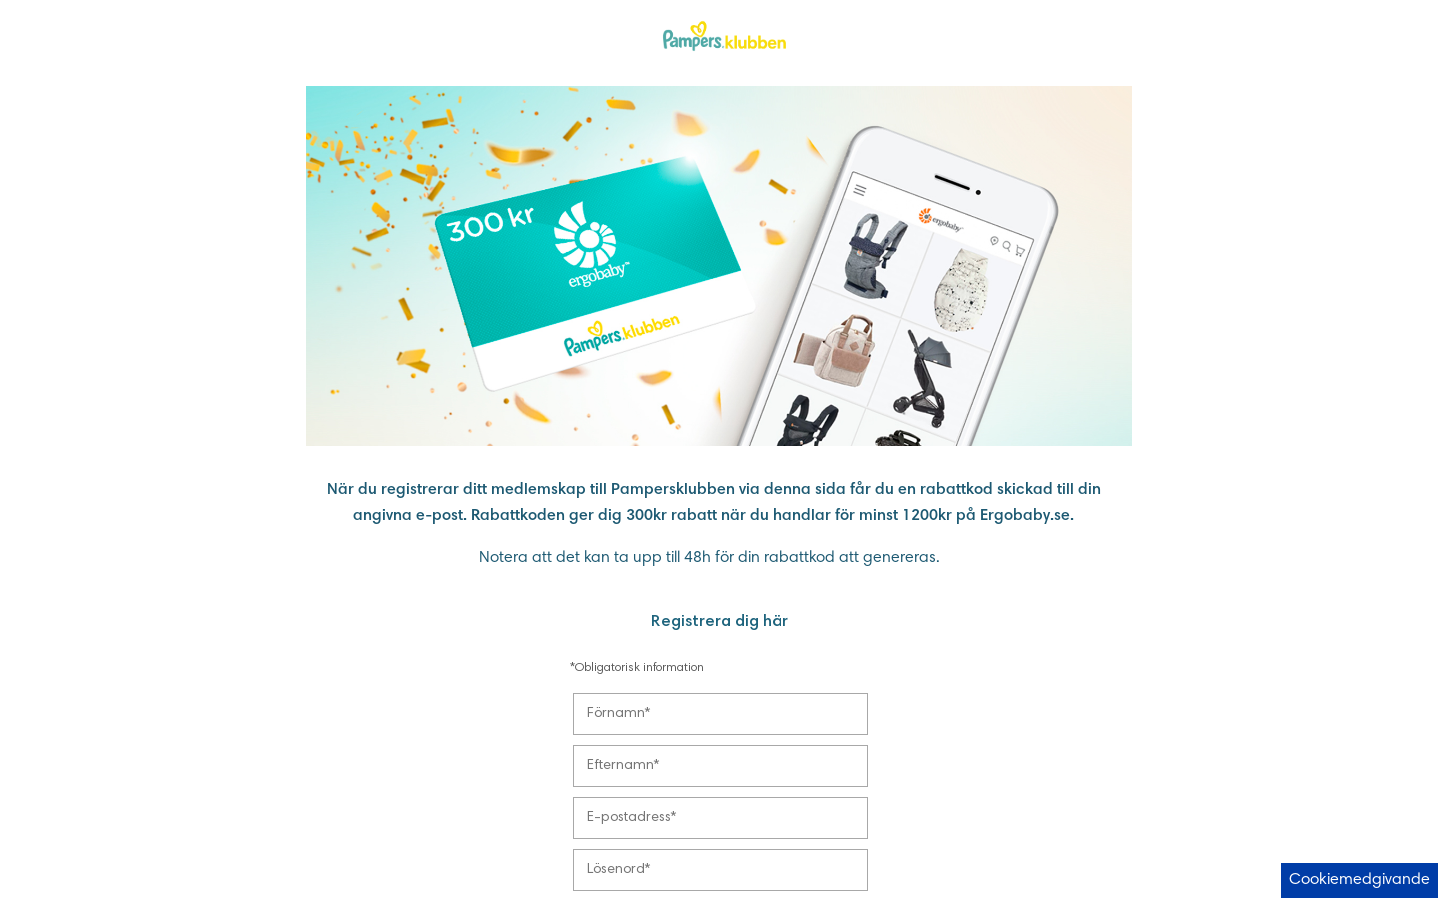 Pampers.klubben
300 kr
ergobaby™
Pampers.klubben
ergobaby
När du registrerar ditt medlemskap till Pampersklubben via denna sida får du en rabattkod skickad till din
angivna e-post. Rabattkoden ger dig 300kr rabatt när du handlar för minst 1200kr på Ergobaby.se.
Notera att det kan ta upp till 48h för din rabattkod att genereras.
Registrera dig här
*Obligatorisk information
Förnamn*
Efternamn*
E-postadress*
Lösenord*
Cookiemedgivande